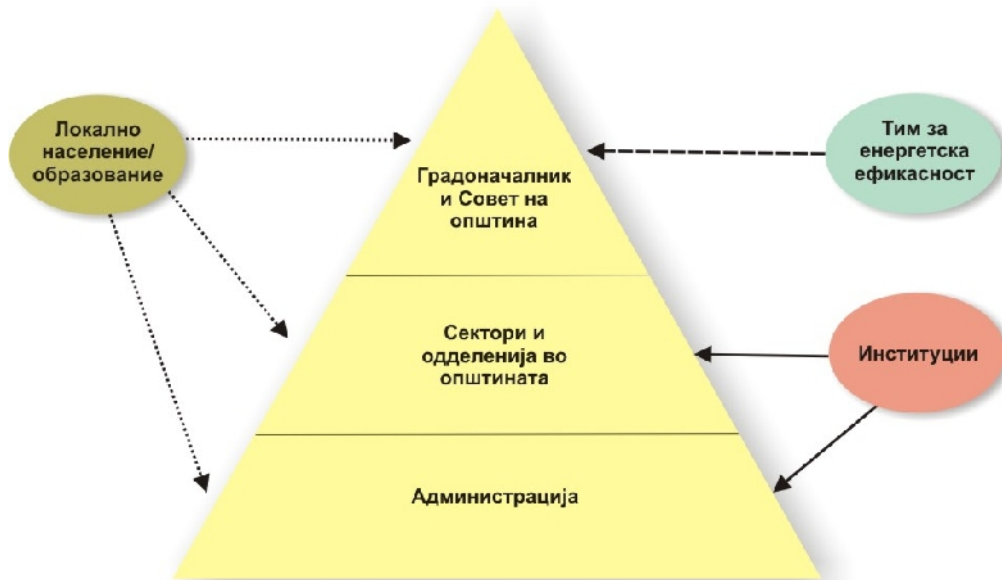 Локално
население/
образование
Тим за
енергетска
ефикасност
Градоначалник
и Совет на
општина
Сектори и
одделенија во
општината
Институции
Администрација